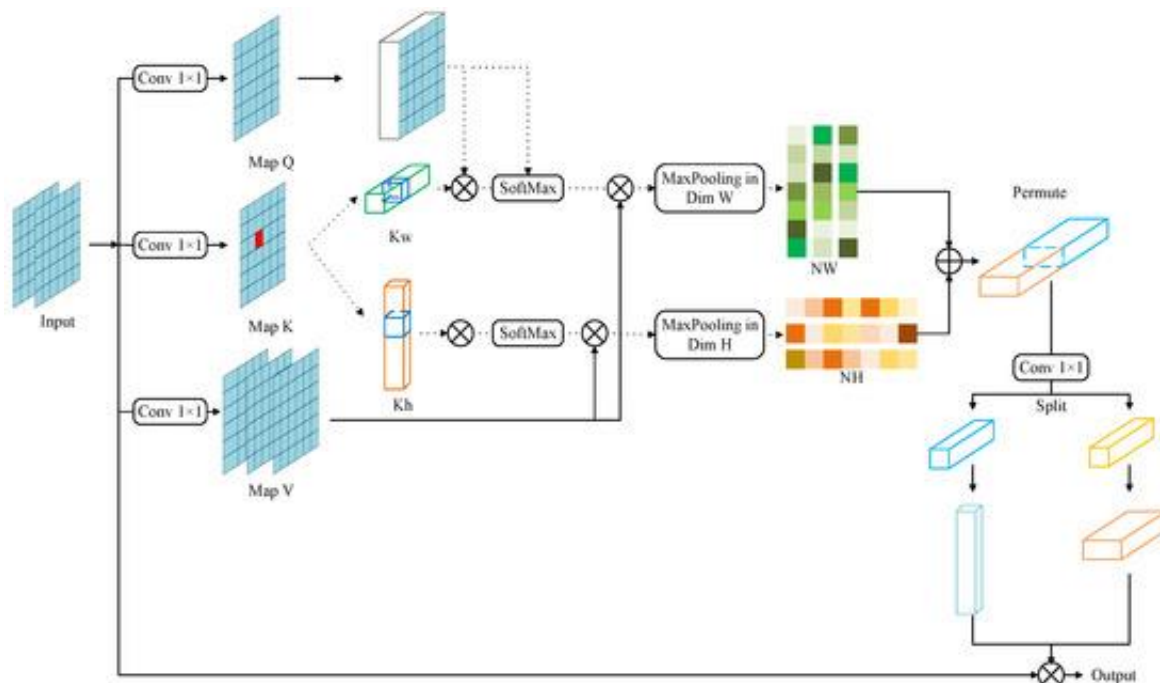 Conv 1×1
Map Q
Input
Conv 1×1
Map K
Conv 1×1
Map V
Kw
SoftMax
Kh
SoftMax
MaxPooling in
Dim W
NW
MaxPooling in
Dim H
NH
Permute
Conv 1×1
Split
Output